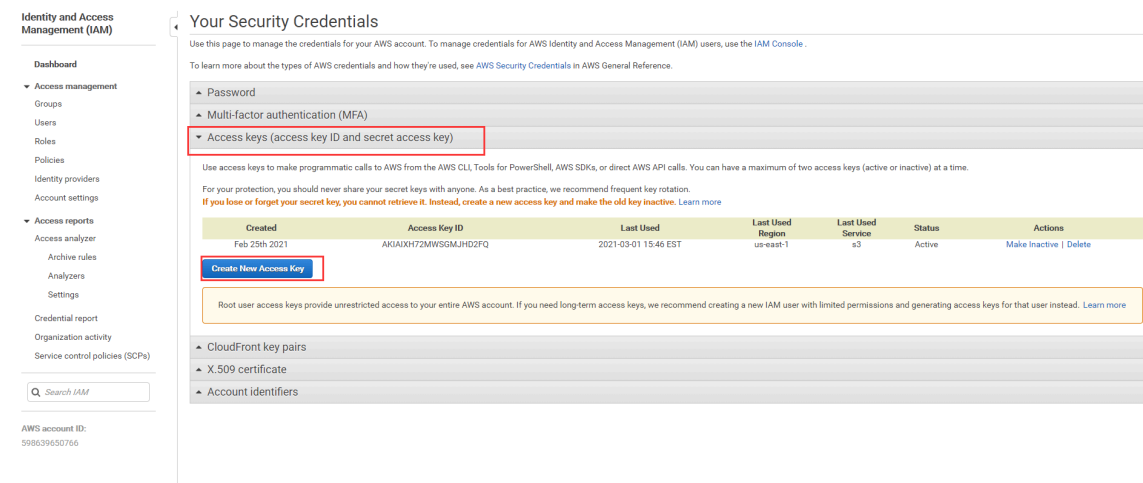 Identity and Access
Management (IAM)
Dashboard
Access management
Groups
Users
Roles
Policies
Identity providers
Account settings
Access reports
Access analyzer
Archive rules
Analyzers
Settings
Credential report
Organization activity
Service control policies (SCPs)
Search IAM
AWS account ID:
598639650766
Your Security Credentials
Use this page to manage the credentials for your AWS account. To manage credentials for AWS Identity and Access Management (IAM) users, use the IAM Console .
To learn more about the types of AWS credentials and how they're used, see AWS Security Credentials in AWS General Reference.
Password
Multi-factor authentication (MFA)
Access keys (access key ID and secret access key)
Use access keys to make programmatic calls to AWS from the AWS CLI, Tools for PowerShell, AWS SDKs, or direct AWS API calls. You can have a maximum of two access keys (active or inactive) at a time.
For your protection, you should never share your secret keys with anyone. As a best practice, we recommend frequent key rotation.
If you lose or forget your secret key, you cannot retrieve it. Instead, create a new access key and make the old key inactive. Learn more
Created Access Key ID Last Used Last Used Region Last Used Service Status Actions
Feb 25th 2021 AKIAIXH72MWSGMJHD2FQ 2021-03-01 15:46 EST us-east-1 s3 Active Make Inactive | Delete
Create New Access Key
Root user access keys provide unrestricted access to your entire AWS account. If you need long-term access keys, we recommend creating a new IAM user with limited permissions and generating access keys for that user instead. Learn more
CloudFront key pairs
X.509 certificate
Account identifiers